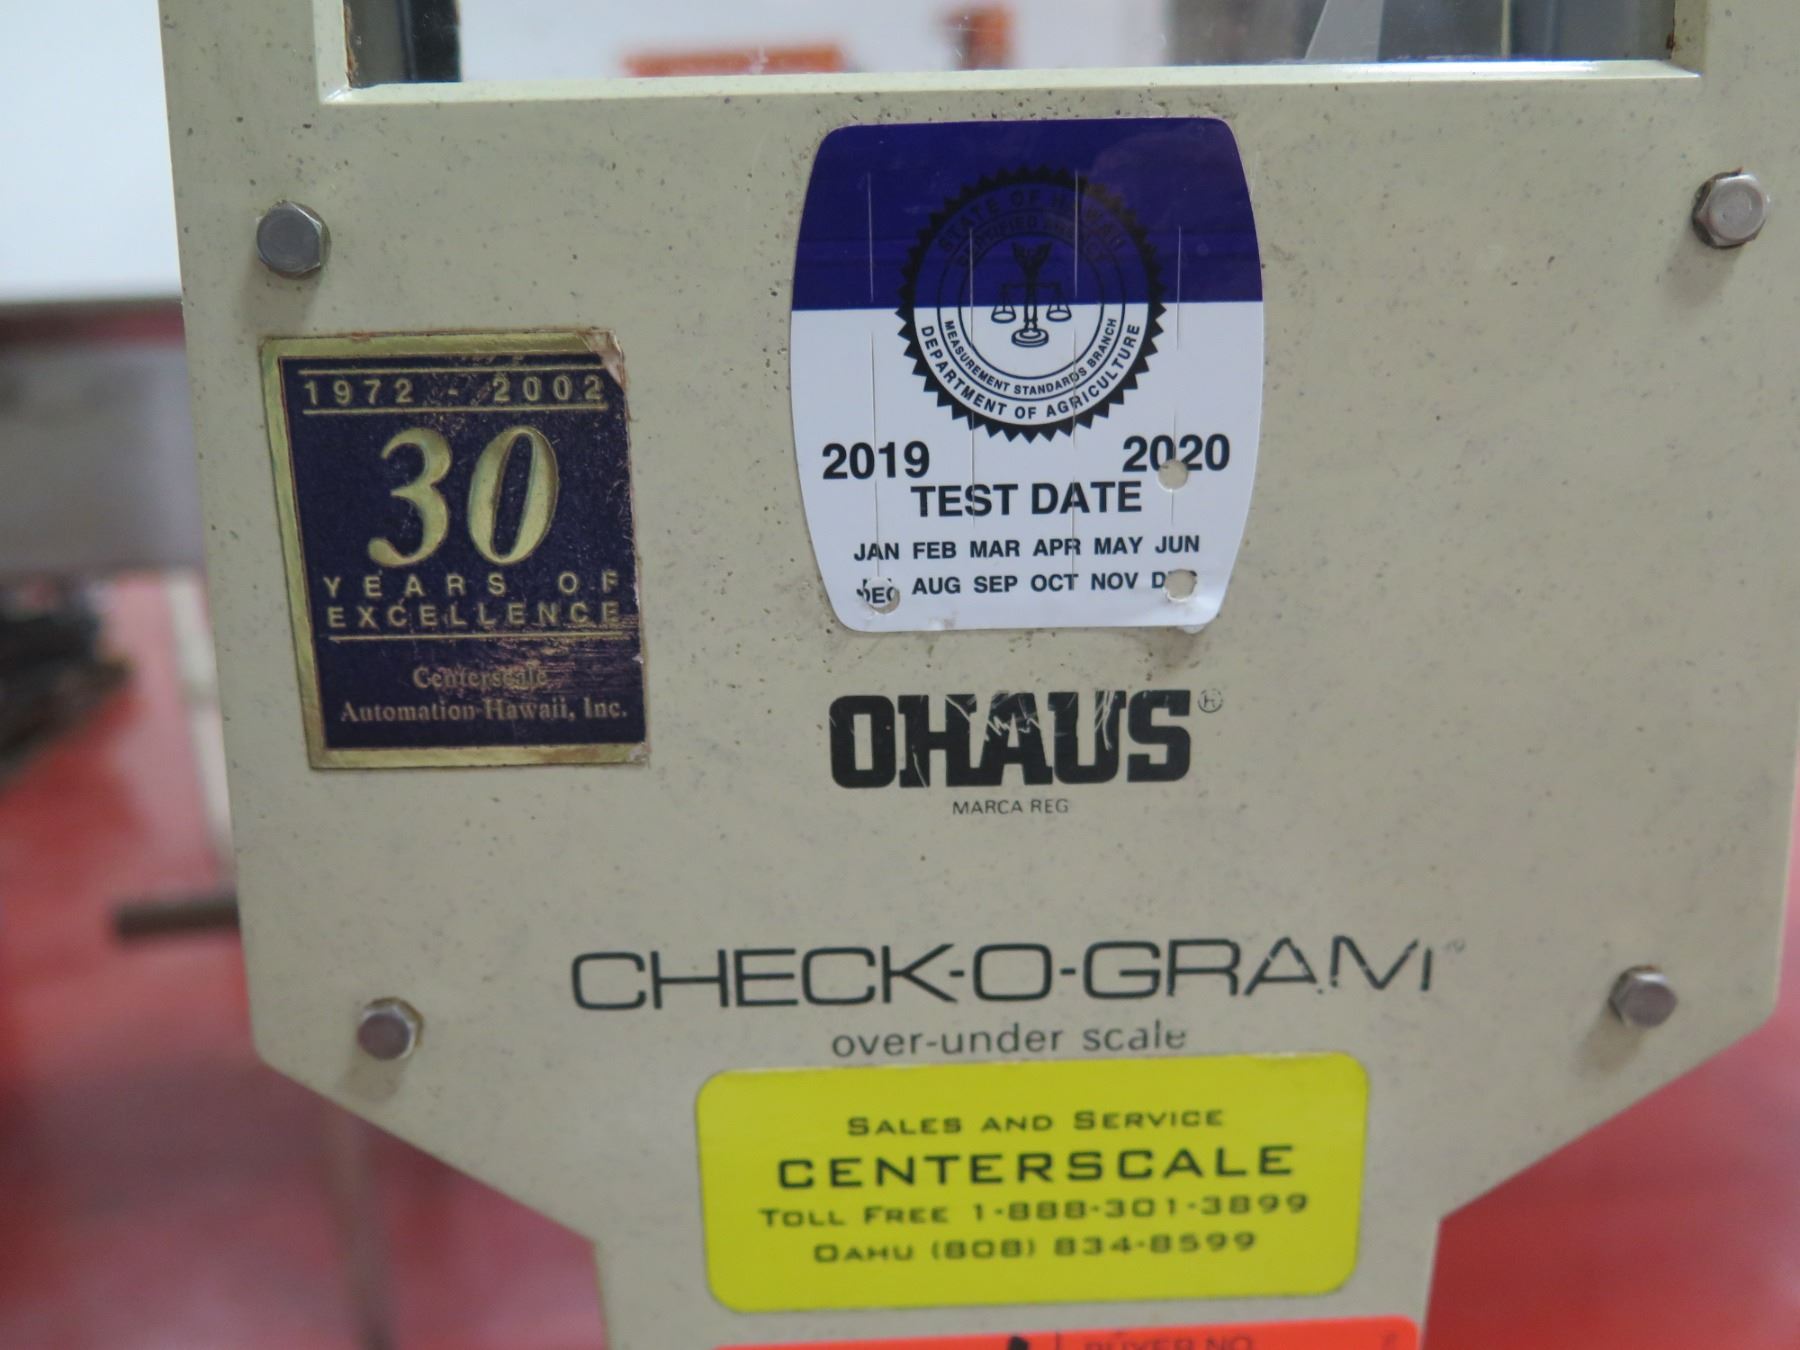 1972 - 2002
30
YEARS OF
EXCELLENCE
Centerscale
Automation-Hawaii, Inc.
STATE OF HAWAII
MEASUREMENT STANDARDS BRANCH
DEPARTMENT OF AGRICULTURE
2019 2020
TEST DATE
JAN FEB MAR APR MAY JUN
AUG SEP OCT NOV
OHAUS®
MARCA REG
CHECK-O-GRAM
over-under scale
SALES AND SERVICE
CENTERSCALE
TOLL FREE 1-888-301-3899
OAHU (808) 834-8599
BUYER NO